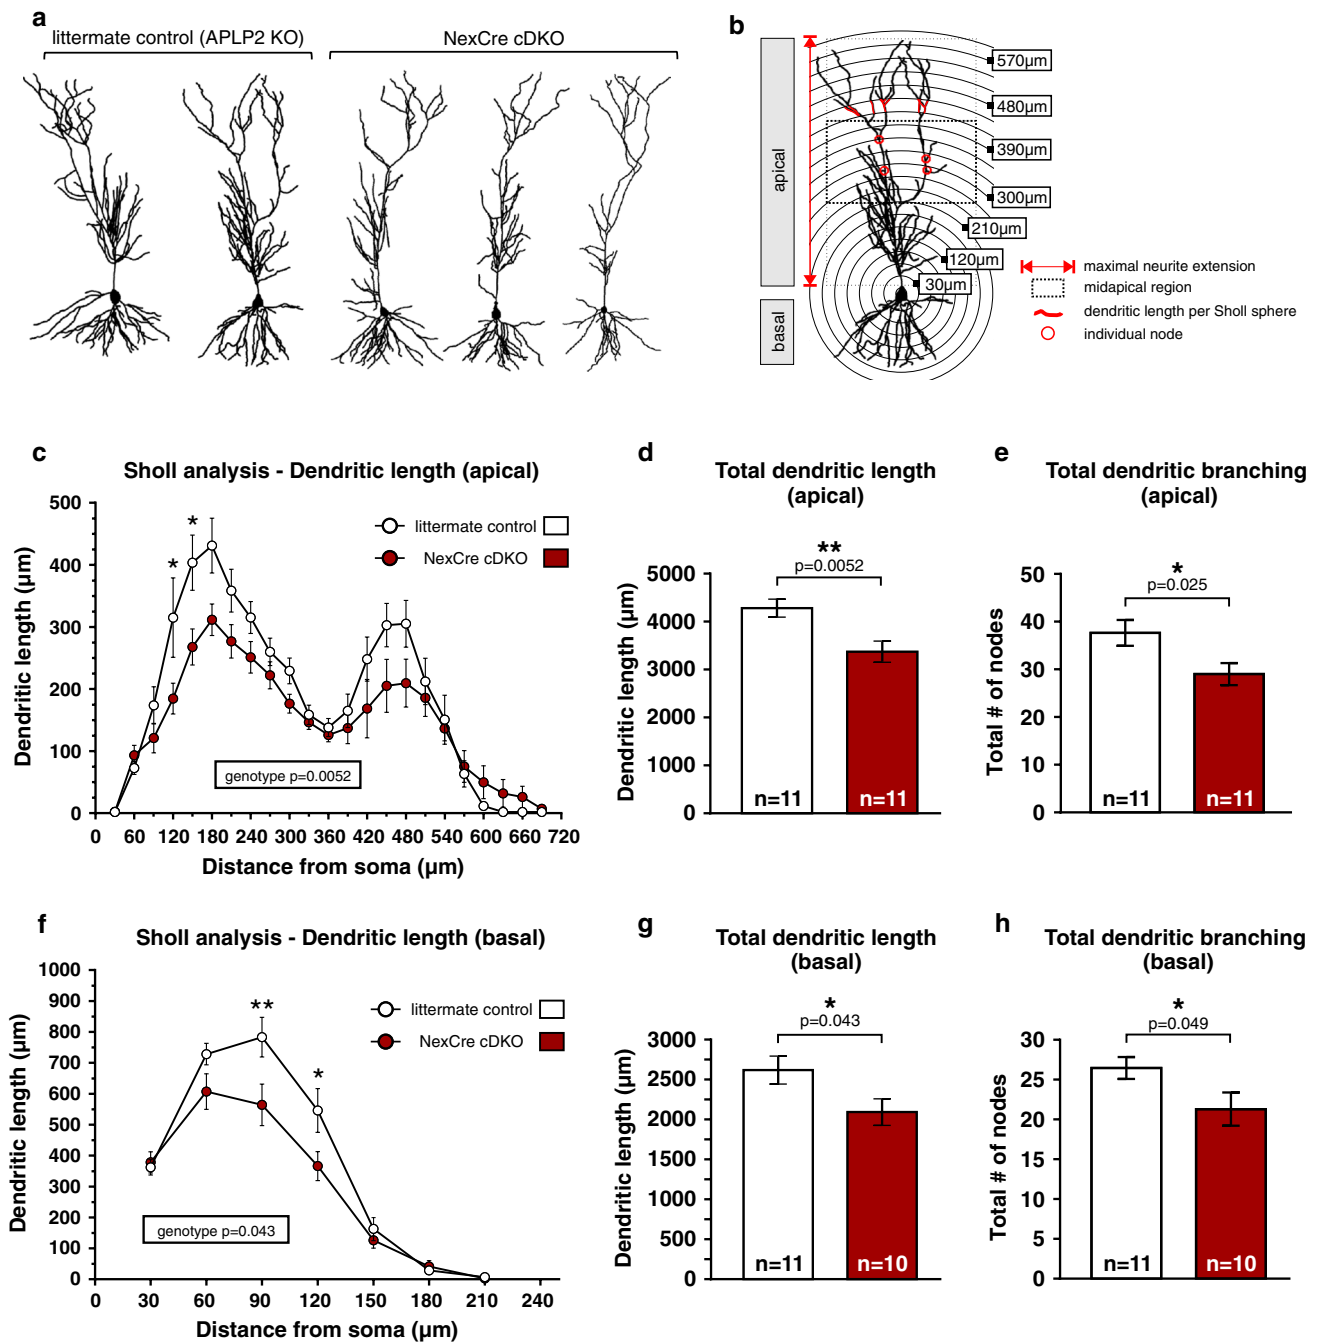 a
littermate control (APLP2 KO)
NexCre cDKO
b
apical
basal
570µm
480µm
390µm
300µm
210µm
120µm
30µm
maximal neurite extension
midapical region
dendritic length per Sholl sphere
individual node
c
Sholl analysis - Dendritic length (apical)
Dendritic length (µm)
500
400
300
200
100
0
* *
littermate control
NexCre cDKO
genotype p=0.0052
0 60 120 180 240 300 360 420 480 540 600 660 720
Distance from soma (µm)
d
Total dendritic length
(apical)
**
p=0.0052
Dendritic length (µm)
5000
4000
3000
2000
1000
0
n=11 n=11
e
Total dendritic branching
(apical)
*
p=0.025
Total # of nodes
50
40
30
20
10
0
n=11 n=11
f
Sholl analysis - Dendritic length (basal)
Dendritic length (µm)
1000
900
800
700
600
500
400
300
200
100
0
**
*
littermate control
NexCre cDKO
genotype p=0.043
0 30 60 90 120 150 180 210 240
Distance from soma (µm)
g
Total dendritic length
(basal)
*
p=0.043
Dendritic length (µm)
3000
2500
2000
1750
1500
1000
500
0
n=11 n=10
h
Total dendritic branching
(basal)
*
p=0.049
Total # of nodes
30
25
20
15
10
5
0
n=11 n=10